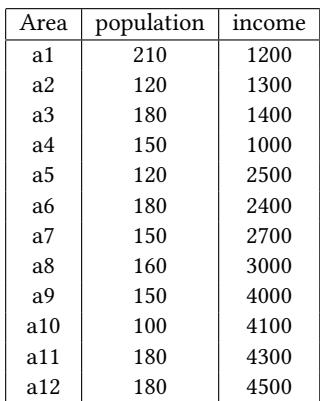 Area population income
a1 210 1200
a2 120 1300
a3 180 1400
a4 150 1000
a5 120 2500
a6 180 2400
a7 150 2700
a8 160 3000
a9 150 4000
a10 100 4100
a11 180 4300
a12 180 4500